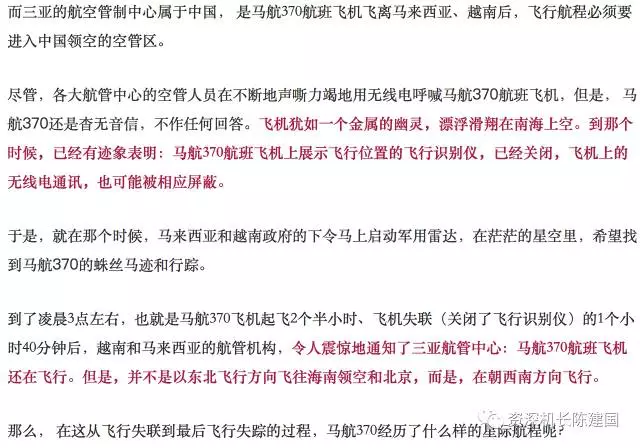 而三亚的航空管制中心属于中国， 是马航370航班飞机飞离马来西亚、越南后，飞行航程必须要
进入中国领空的空管区。
尽管，各大航管中心的空管人员在不断地声嘶力竭地用无线电呼喊马航370航班飞机，但是， 马
航370还是杳无音信，不作任何回答。飞机犹如一个金属的幽灵，漂浮滑翔在南海上空。到那个
时候，已经有迹象表明：马航370航班飞机上展示飞行位置的飞行识别仪，已经关闭，飞机上的
无线电通讯，也可能被相应屏蔽。
于是，就在那个时候，马来西亚和越南政府的下令马上启动军用雷达，在茫茫的星空里，希望找
到马航370的蛛丝马迹和行踪。
到了凌晨3点左右，也就是马航370飞机起飞2个半小时、飞机失联（关闭了飞行识别仪）的1个小
时40分钟后，越南和马来西亚的航管机构，令人震惊地通知了三亚航管中心：马航370航班飞机
还在飞行。但是，并不是以东北飞行方向飞往海南领空和北京，而是，在朝西南方向飞行。
那么， 在这从飞行失联到最后飞行失踪的过程，马航370经历了什么样的星际航程呢？
资深机长陈建国